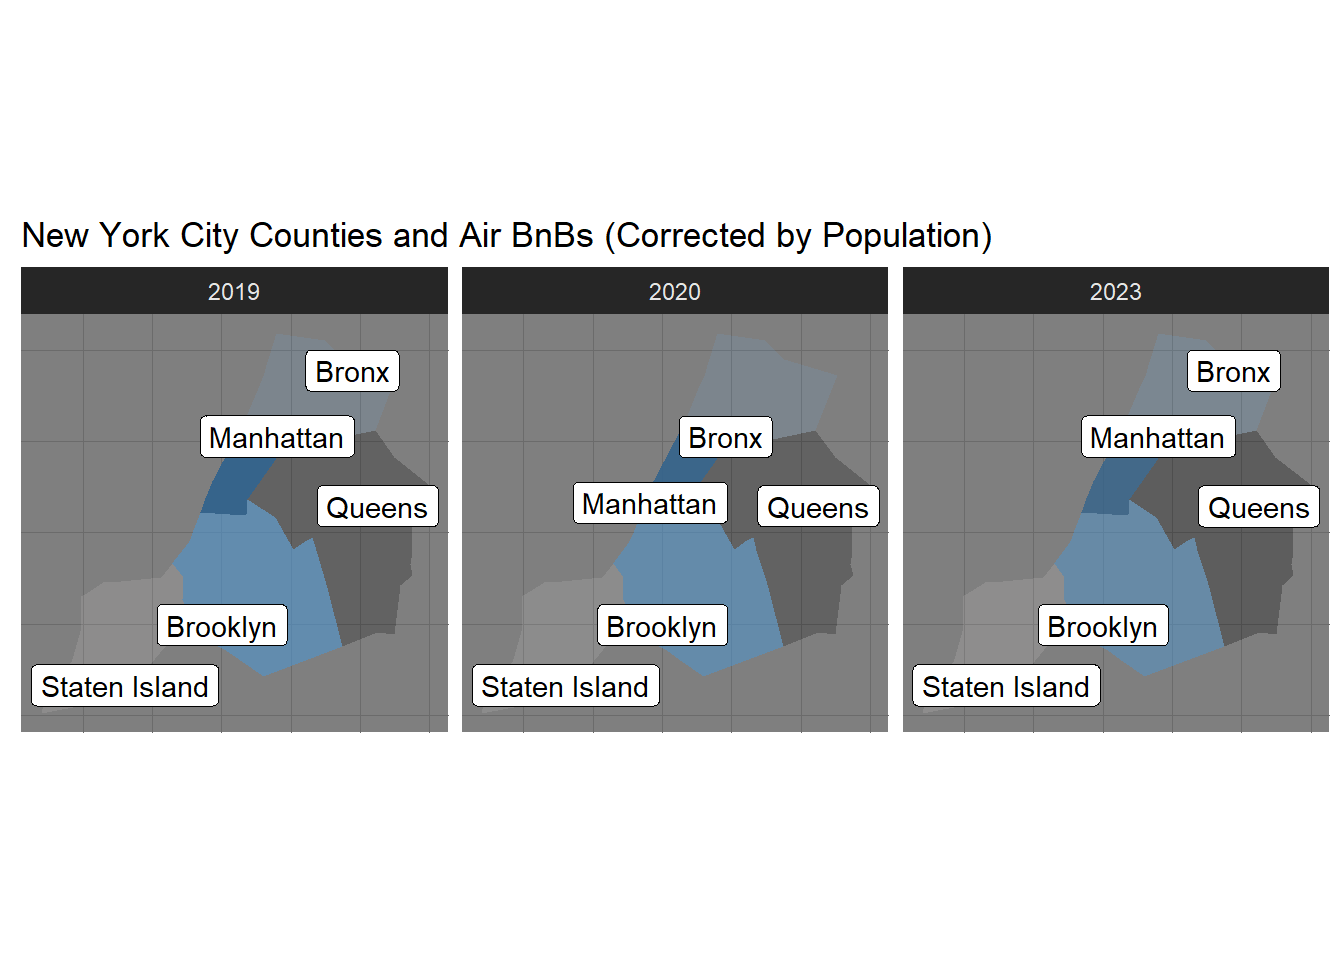 New York City Counties and Air BnBs (Corrected by Population)
2019
Bronx
Manhattan
Queens
Brooklyn
Staten Island
2020
Bronx
Manhattan
Queens
Brooklyn
Staten Island
2023
Bronx
Manhattan
Queens
Brooklyn
Staten Island